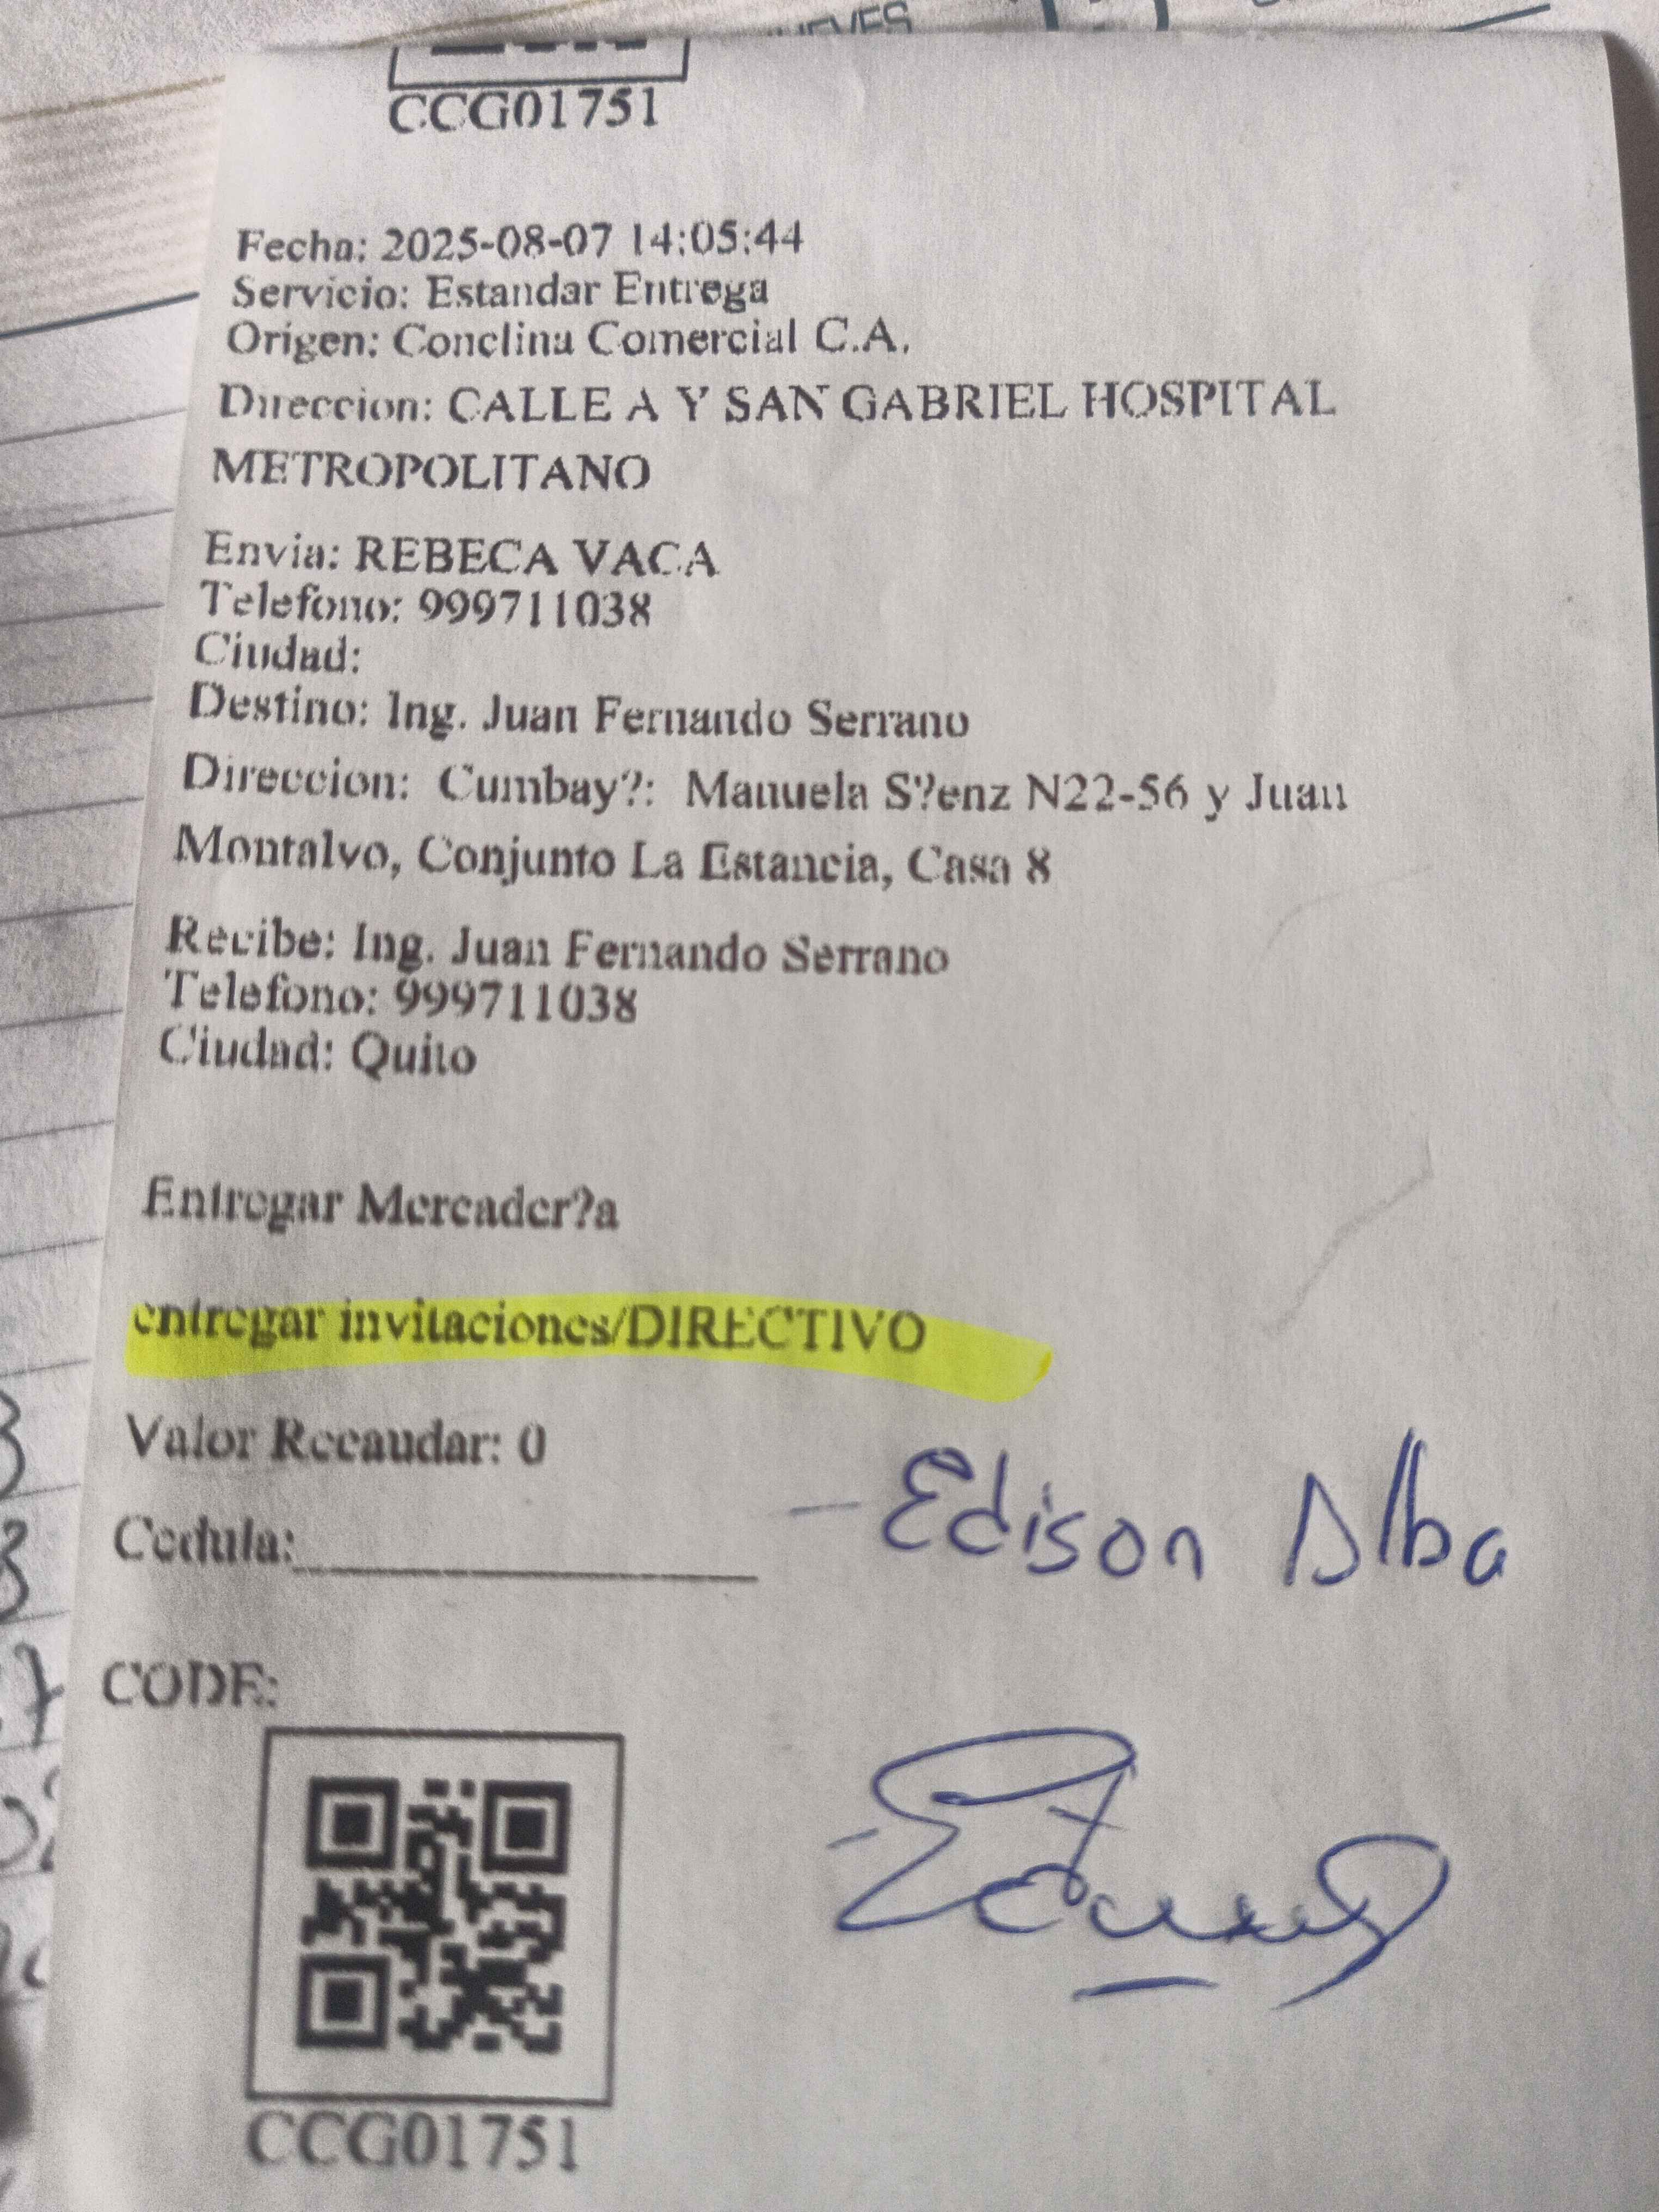 JUEVES
CCG01751
Fecha: 2025-08-07 14:05:44
Servicio: Estandar Entrega
Origen: Conclina Comercial C.A.
Direccion: CALLE A Y SAN GABRIEL HOSPITAL
METROPOLITANO
Envia: REBECA VACA
Telefono: 999711038
Ciudad:
Destino: Ing. Juan Fernando Serrano
Direccion: Cumbay?: Manuela S?enz N22-56 y Juan
Montalvo, Conjunto La Estancia, Casa 8
Recibe: Ing. Juan Fernando Serrano
Telefono: 999711038
Ciudad: Quito
Entregar Mercader?a
entregar invitaciones/DIRECTIVO
Valor Recaudar: 0
- Edison Alba
Cedula:
CODE:
CCG01751